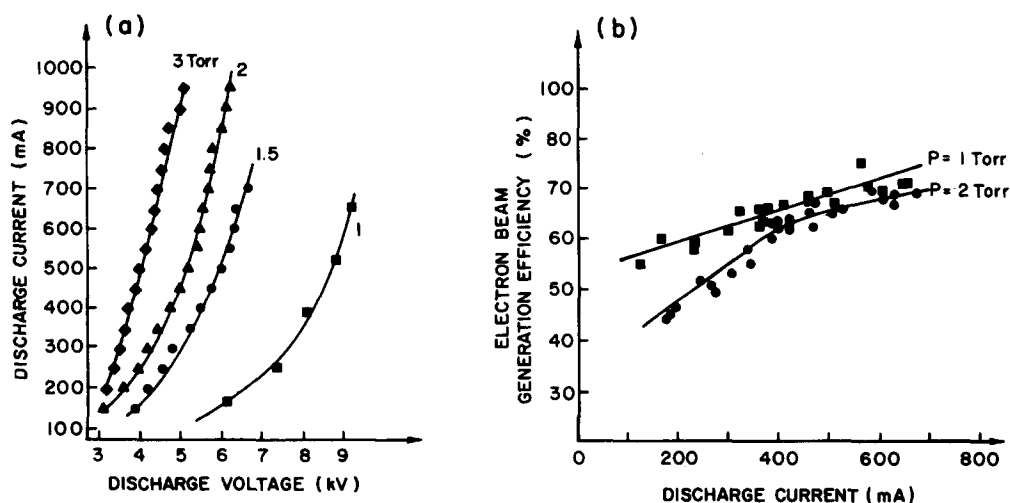 (a)
3 Torr
2
1.5
1
1000
900
800
700
600
500
400
300
200
100
DISCHARGE CURRENT (mA)
3 4 5 6 7 8 9
DISCHARGE VOLTAGE (kV)
(b)
100
90
80
70
60
50
40
30
ELECTRON BEAM
GENERATION EFFICIENCY (%)
P= 1 Torr
P= 2 Torr
0 200 400 600 800
DISCHARGE CURRENT (mA)